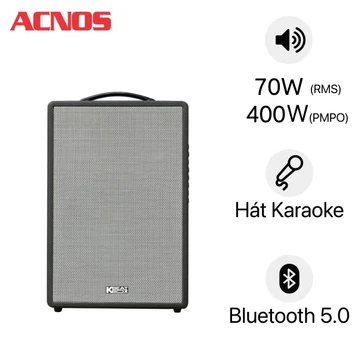 ACNOS
70W (RMS)
400W (PMPO)
Hát Karaoke
Bluetooth 5.0